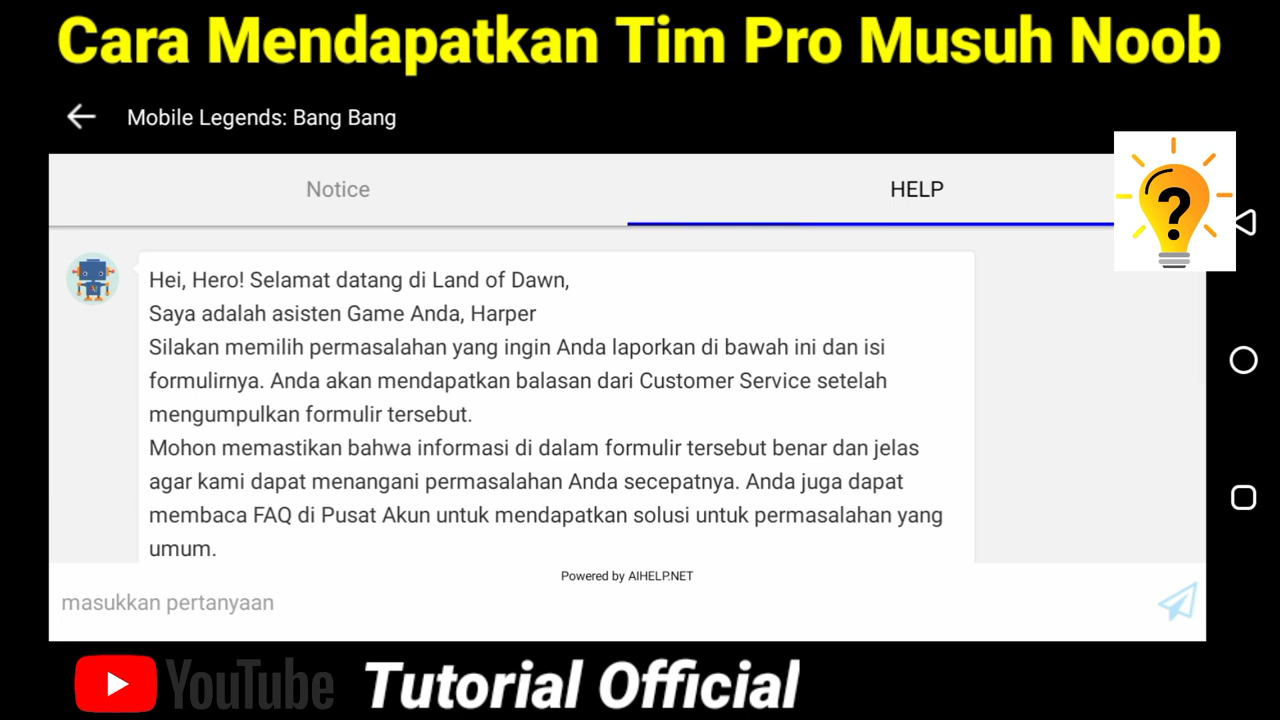 Cara Mendapatkan Tim Pro Musuh Noob
Mobile Legends: Bang Bang
Notice
HELP
?
Hei, Hero! Selamat datang di Land of Dawn,
Saya adalah asisten Game Anda, Harper
Silakan memilih permasalahan yang ingin Anda laporkan di bawah ini dan isi
formulirnya. Anda akan mendapatkan balasan dari Customer Service setelah
mengumpulkan formulir tersebut.
Mohon memastikan bahwa informasi di dalam formulir tersebut benar dan jelas
agar kami dapat menangani permasalahan Anda secepatnya. Anda juga dapat
membaca FAQ di Pusat Akun untuk mendapatkan solusi untuk permasalahan yang
umum.
Powered by AIHELP.NET
masukkan pertanyaan
YouTube Tutorial Official